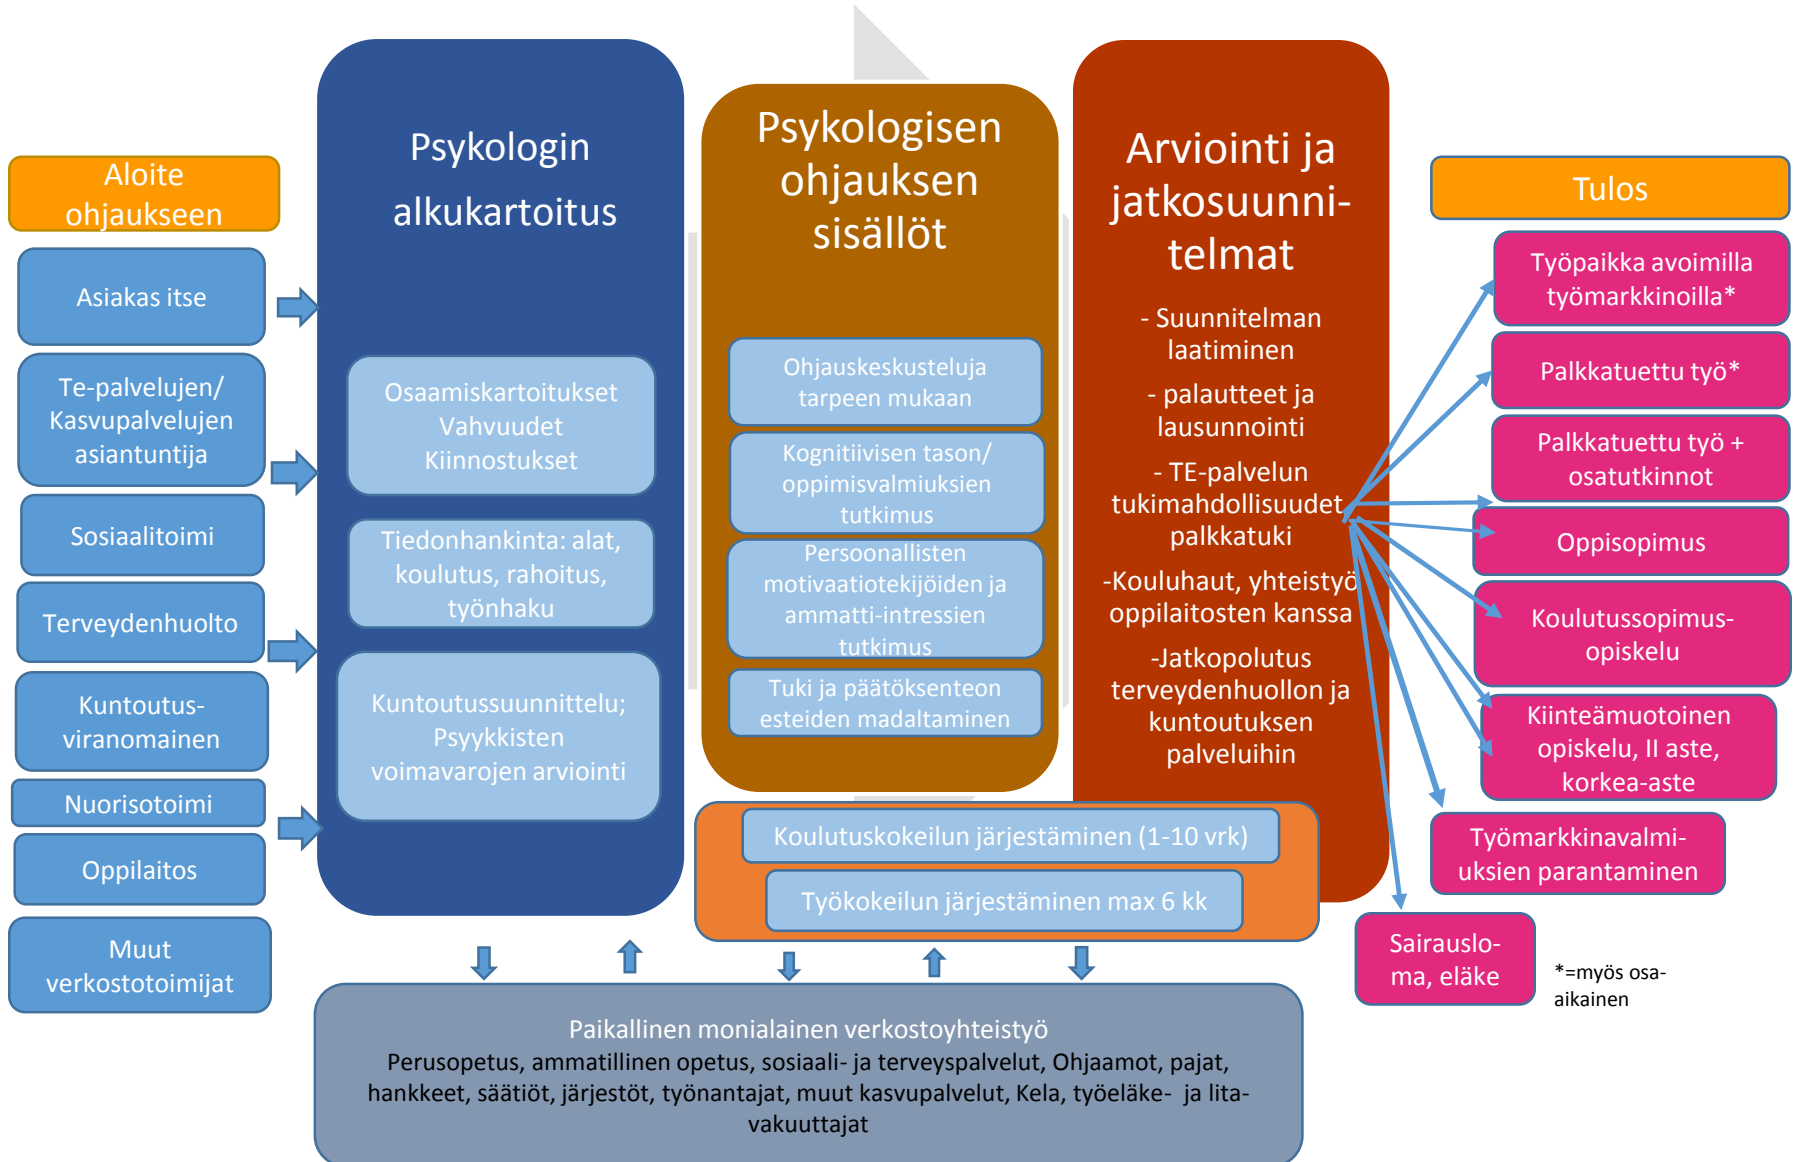 Aloite
ohjaukseen
Asiakas itse
Te-palvelujen/
Kasvupalvelujen
asiantuntija
Sosiaalitoimi
Terveydenhuolto
Kuntoutus-
viranomainen
Nuorisotoimi
Oppilaitos
Muut
verkostotoimijat
Psykologin
alkukartoitus
Osaamiskartoitukset
Vahvuudet
Kiinnostukset
Tiedonhankinta: alat,
koulutus, rahoitus,
työnhaku
Kuntoutussuunnittelu;
Psyykkisten
voimavarojen arviointi
Psykologisen
ohjauksen
sisällöt
Ohjauskeskusteluja
tarpeen mukaan
Kognitiivisen tason/
oppimisvalmiuksien
tutkimus
Persoonallisten
motivaatiotekijöiden ja
ammatti-intressien
tutkimus
Tuki ja päätöksenteon
esteiden madaltaminen
Koulutuskokeilun järjestäminen (1-10 vrk)
Työkokeilun järjestäminen max 6 kk
Arviointi ja
jatkosuunni-
telmat
- Suunnitelman
laatiminen
- palautteet ja
lausunnointi
- TE-palvelun
tukimahdollisuudet,
palkkatuki
-Kouluhaut, yhteistyö
oppilaitosten kanssa
-Jatkopolutus
terveydenhuollon ja
kuntoutuksen
palveluihin
Tulos
Työpaikka avoimilla
työmarkkinoilla*
Palkkatuettu työ*
Palkkatuettu työ +
osatutkinnot
Oppisopimus
Koulutussopimus-
opiskelu
Kiinteämuotoinen
opiskelu, II aste,
korkea-aste
Työmarkkinavalmi-
uksien parantaminen
Sairauslo-
ma, eläke
*=myös osa-
aikainen
Paikallinen monialainen verkostoyhteistyö
Perusopetus, ammatillinen opetus, sosiaali- ja terveyspalvelut, Ohjaamot, pajat,
hankkeet, säätiöt, järjestöt, työnantajat, muut kasvupalvelut, Kela, työeläke- ja lita-
vakuuttajat